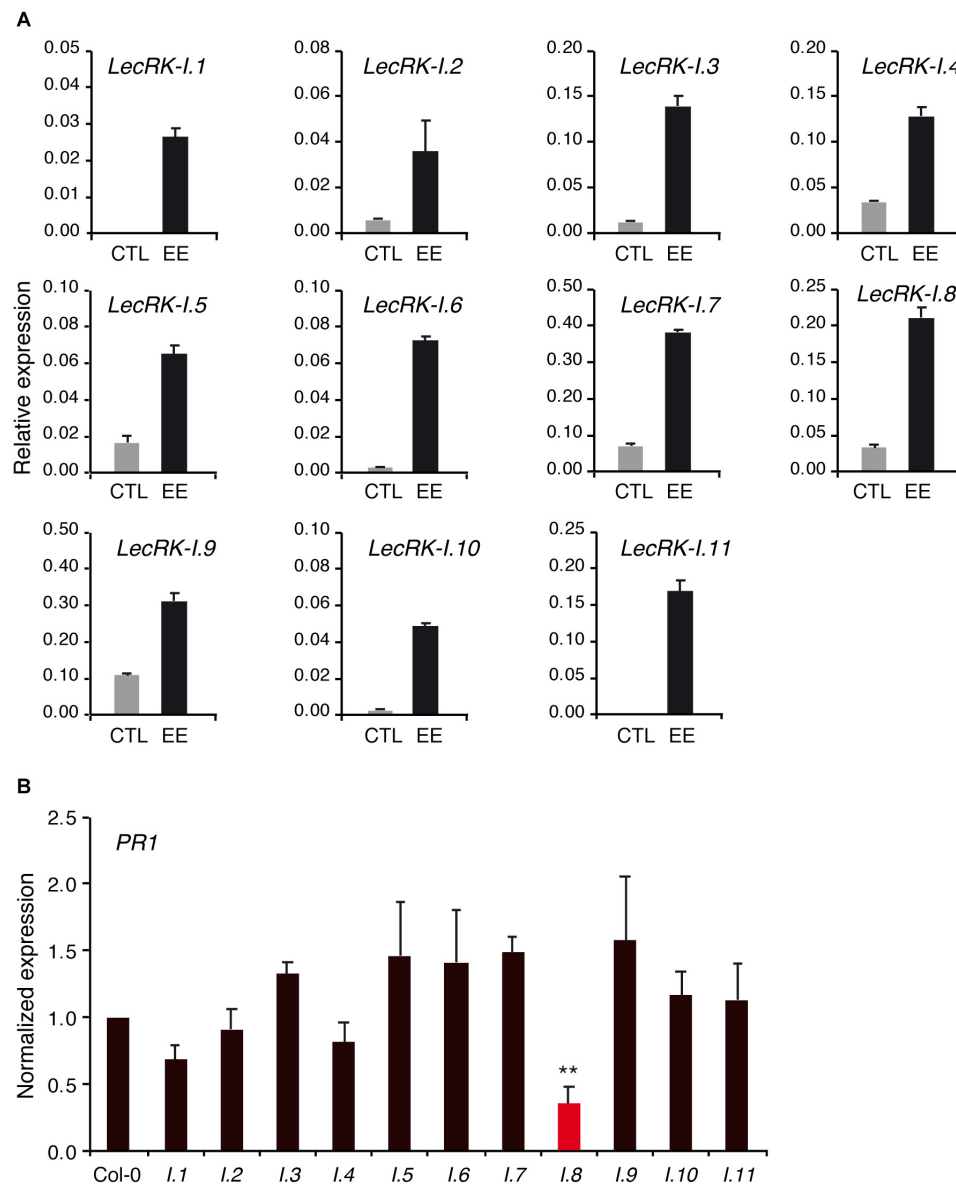 A
Relative expression
LecRK-I.1
0.05
0.04
0.03
0.02
0.01
0.00
CTL EE
LecRK-I.2
0.08
0.06
0.04
0.02
0.00
CTL EE
LecRK-I.3
0.20
0.15
0.10
0.05
0.00
CTL EE
LecRK-I.4
0.20
0.15
0.10
0.05
0.00
CTL EE
LecRK-I.5
0.10
0.08
0.06
0.04
0.02
0.00
CTL EE
LecRK-I.6
0.10
0.08
0.06
0.04
0.02
0.00
CTL EE
LecRK-I.7
0.50
0.40
0.30
0.20
0.10
0.00
CTL EE
LecRK-I.8
0.25
0.20
0.15
0.10
0.05
0.00
CTL EE
LecRK-I.9
0.50
0.40
0.30
0.20
0.10
0.00
CTL EE
LecRK-I.10
0.10
0.08
0.06
0.04
0.02
0.00
CTL EE
LecRK-I.11
0.25
0.20
0.15
0.10
0.05
0.00
CTL EE
B
PR1
Normalized expression
2.5
2.0
1.5
1.0
0.5
0.0
**
Col-0 I.1 I.2 I.3 I.4 I.5 I.6 I.7 I.8 I.9 I.10 I.11